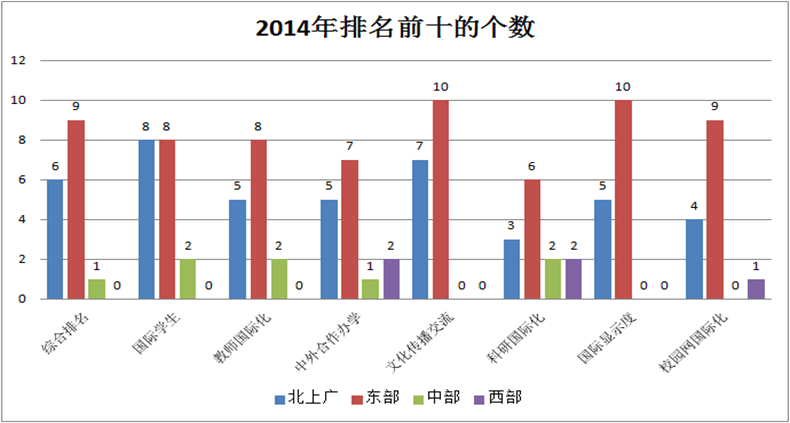 2014年排名前十的个数
12
10
8
6
4
2
0
6 9 1 0
8 8 2 0
5 8 2 0
5 7 1 2
7 10 0 0
3 6 2 2
5 10 0 0
4 9 0 1
综合排名
国际学生
教师国际化
中外合作办学
文化传播交流
科研国际化
国际显示度
校园网国际化
北上广 东部 中部 西部